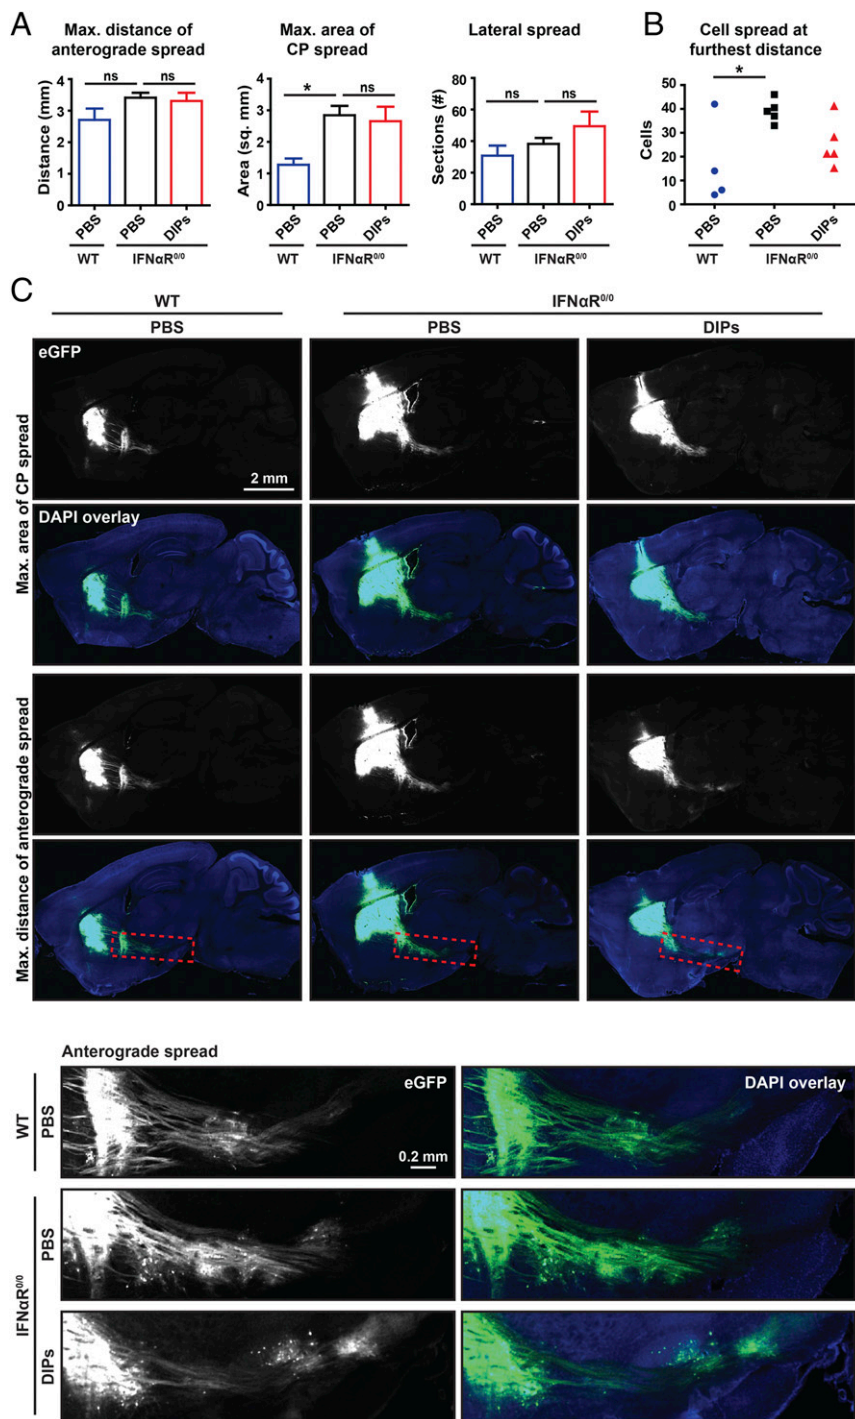 A
Max. distance of
anterograde spread
Distance (mm)
4
3
2
1
0
ns
ns
PBS
PBS
DIPs
WT
IFNαR⁰/⁰
Max. area of
CP spread
Area (sq. mm)
4
3
2
1
0
*
ns
PBS
PBS
DIPs
WT
IFNαR⁰/⁰
Lateral spread
Sections (#)
80
60
40
20
0
ns
ns
PBS
PBS
DIPs
WT
IFNαR⁰/⁰
B
Cell spread at
furthest distance
Cells
50
40
30
20
10
0
*
PBS
PBS
DIPs
WT
IFNαR⁰/⁰
C
WT
IFNαR⁰/⁰
PBS
PBS
DIPs
Max. area of CP spread
eGFP
2 mm
DAPI overlay
Max. distance of anterograde spread
Anterograde spread
WT
PBS
eGFP
0.2 mm
DAPI overlay
IFNαR⁰/⁰
PBS
DIPs